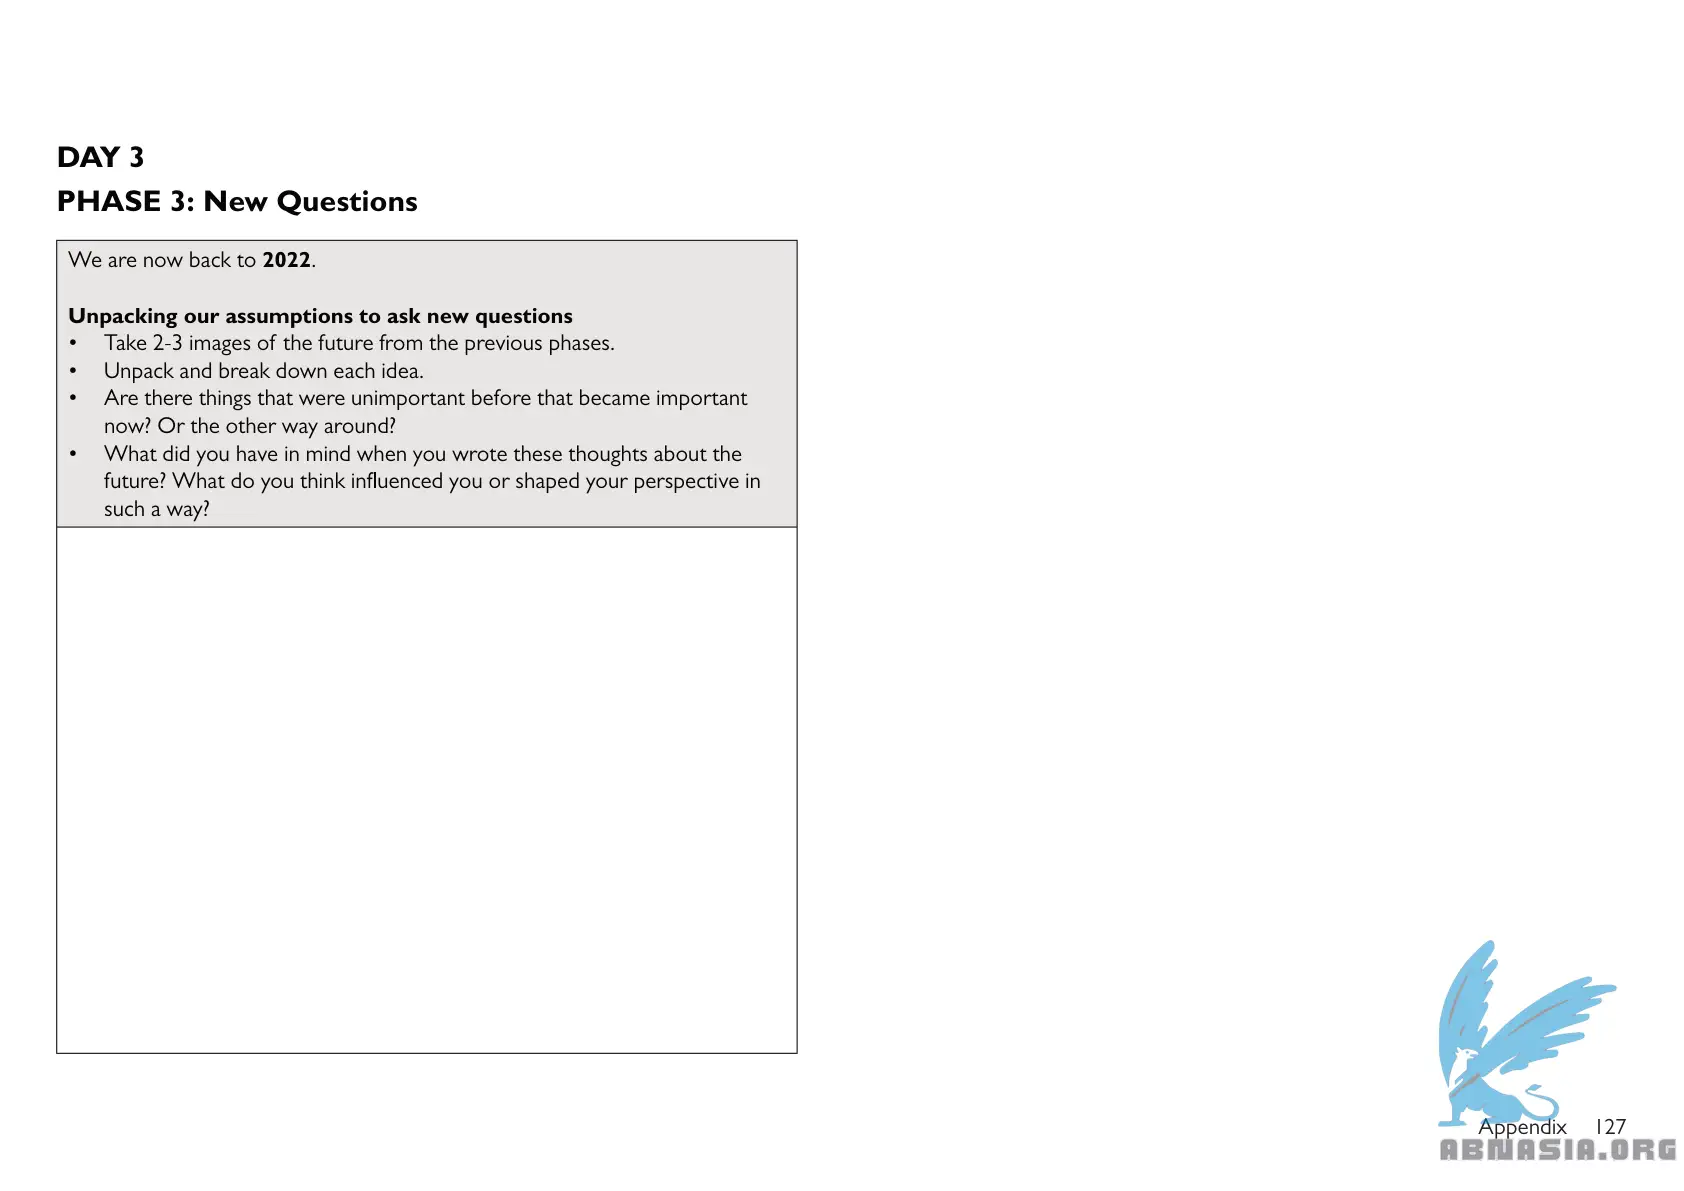 DAY 3
PHASE 3: New Questions
We are now back to 2022.
Unpacking our assumptions to ask new questions
• Take 2-3 images of the future from the previous phases.
• Unpack and break down each idea.
• Are there things that were unimportant before that became important
now? Or the other way around?
• What did you have in mind when you wrote these thoughts about the
future? What do you think influenced you or shaped your perspective in
such a way?
Appendix 127
ABNASIA.ORG